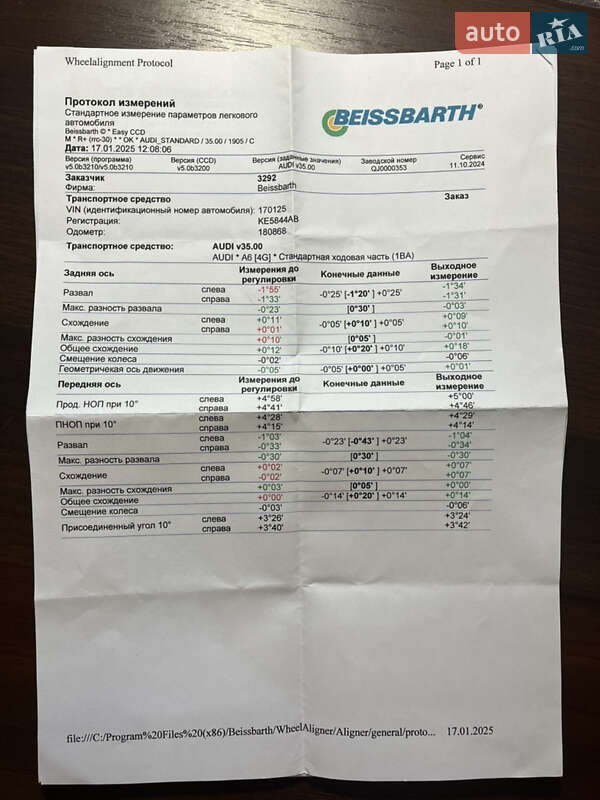 auto RIA .com
Wheelalignment Protocol
Page 1 of 1
Протокол измерений
Стандартное измерение параметров легкового
автомобиля
Beissbarth © * Easy CCD
M * R+ (rrc-30) * * OK * AUDI_STANDARD / 35.00 / 1905 / C
Дата: 17.01.2025 12:08:06
BEISSBARTH®
Версия (программа) Версия (CCD) Версия (заданные значения) Заводской номер Сервис
v5.0b3210/v5.0b3210 v5.0b3200 AUDI v35.00 QJ0000353 11.10.2024
Заказчик 3292
Фирма: Beissbarth
Транспортное средство Заказ
VIN (идентификационный номер автомобиля): 170125
Регистрация: KE5844AB
Одометр: 180868
Транспортное средство: AUDI v35.00
AUDI * A6 [4G] * Стандартная ходовая часть (1BA)
Задняя ось Измерения до регулировки Конечные данные Выходное измерение
Развал слева -1°55' -0°25' [-1°20' ] +0°25' -1°34'
справа -1°33' -1°31'
Макс. разность развала -0°23' [0°30' ] -0°03'
Схождение слева +0°11' -0°05' [+0°10' ] +0°05' +0°09'
справа +0°01' +0°10'
Макс. разность схождения +0°10' [0°05' ] -0°01'
Общее схождение +0°12' -0°10' [+0°20' ] +0°10' +0°18'
Смещение колеса -0°02' -0°06'
Геометричекая ось движения -0°05' -0°05' [+0°00' ] +0°05' +0°01'
Передняя ось Измерения до регулировки Конечные данные Выходное измерение
Прод. НОП при 10° слева +4°58' +5°00'
справа +4°41' +4°46'
ПНОП при 10° слева +4°28' +4°29'
справа +4°15' +4°14'
Развал слева -1°03' -0°23' [-0°43' ] +0°23' -1°04'
справа -0°33' -0°34'
Макс. разность развала -0°30' [0°30' ] -0°30'
Схождение слева +0°02' -0°07' [+0°10' ] +0°07' +0°07'
справа -0°02' +0°07'
Макс. разность схождения +0°03' [0°05' ] +0°00'
Общее схождение +0°00' -0°14' [+0°20' ] +0°14' +0°14'
Смещение колеса -0°03' -0°06'
Присоединенный угол 10° слева +3°26' +3°24'
справа +3°40' +3°42'
file:///C:/Program%20Files%20(x86)/Beissbarth/WheelAligner/Aligner/general/proto... 17.01.2025